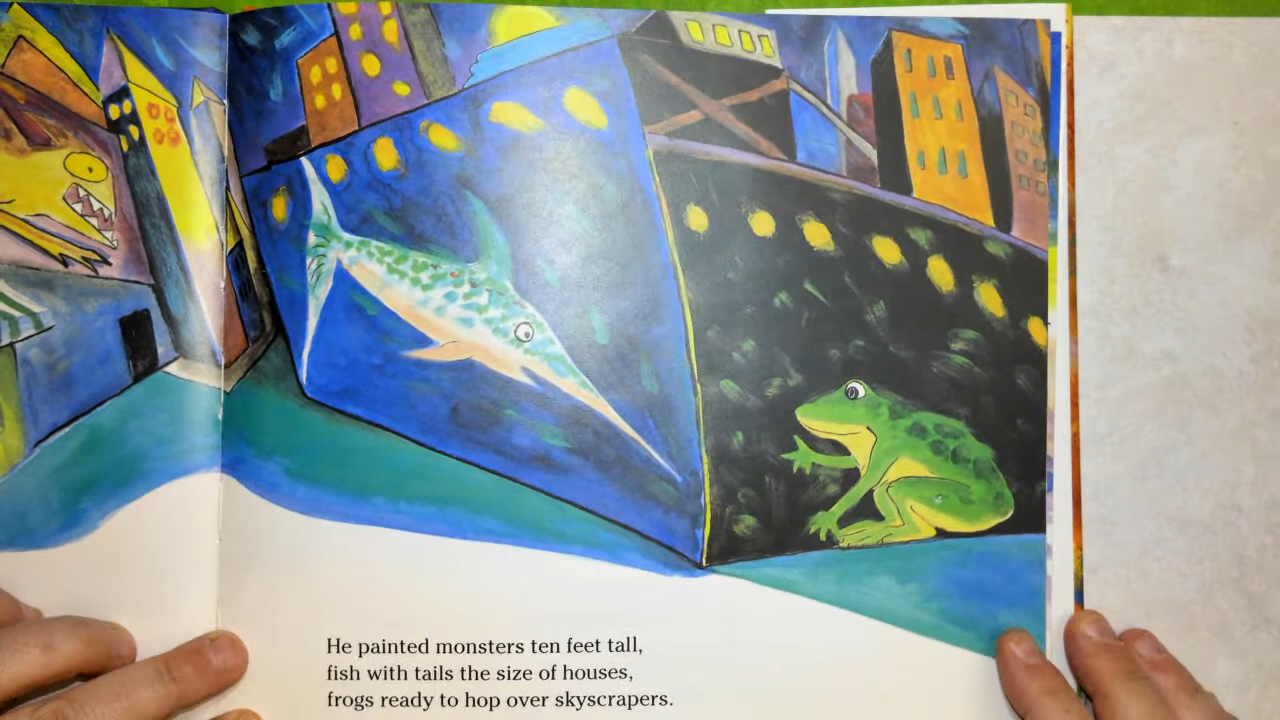 He painted monsters ten feet tall,
fish with tails the size of houses,
frogs ready to hop over skyscrapers.